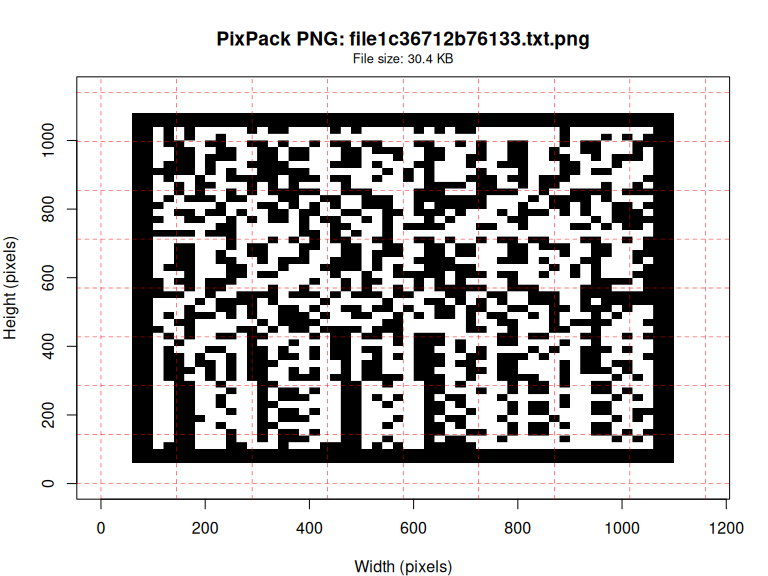 PixPack PNG: file1c36712b76133.txt.png
File size: 30.4 KB
Height (pixels)
1000
800
600
400
200
0
0 200 400 600 800 1000 1200
Width (pixels)